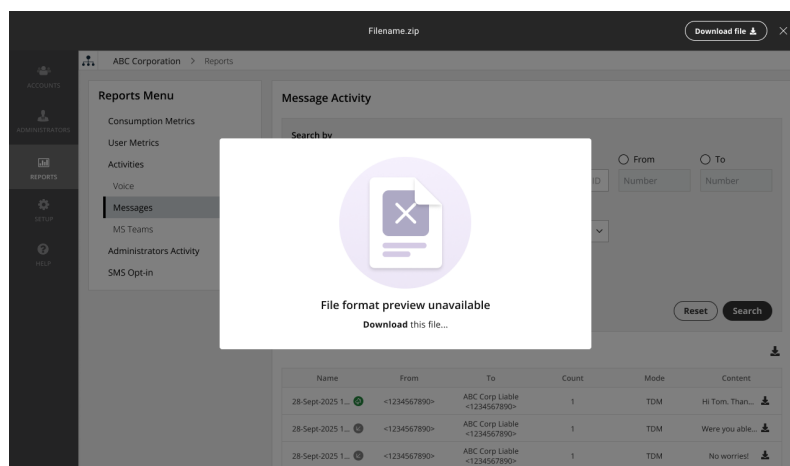 Filename.zip
Download file
ABC Corporation > Reports
ACCOUNTS
ADMINISTRATORS
REPORTS
SETUP
HELP
Reports Menu
Consumption Metrics
User Metrics
Activities
Voice
Messages
MS Teams
Administrators Activity
SMS Opt-in
Message Activity
Search by
From
To
ID
Number
Number
File format preview unavailable
Download this file...
Reset
Search
Name From To Count Mode Content
28-Sept-2025 1... <1234567890> ABC Corp Liable <1234567890> 1 TDM Hi Tom. Than...
28-Sept-2025 1... <1234567890> ABC Corp Liable <1234567890> 1 TDM Were you able...
28-Sept-2025 1... <1234567890> ABC Corp Liable <1234567890> 1 TDM No worries!